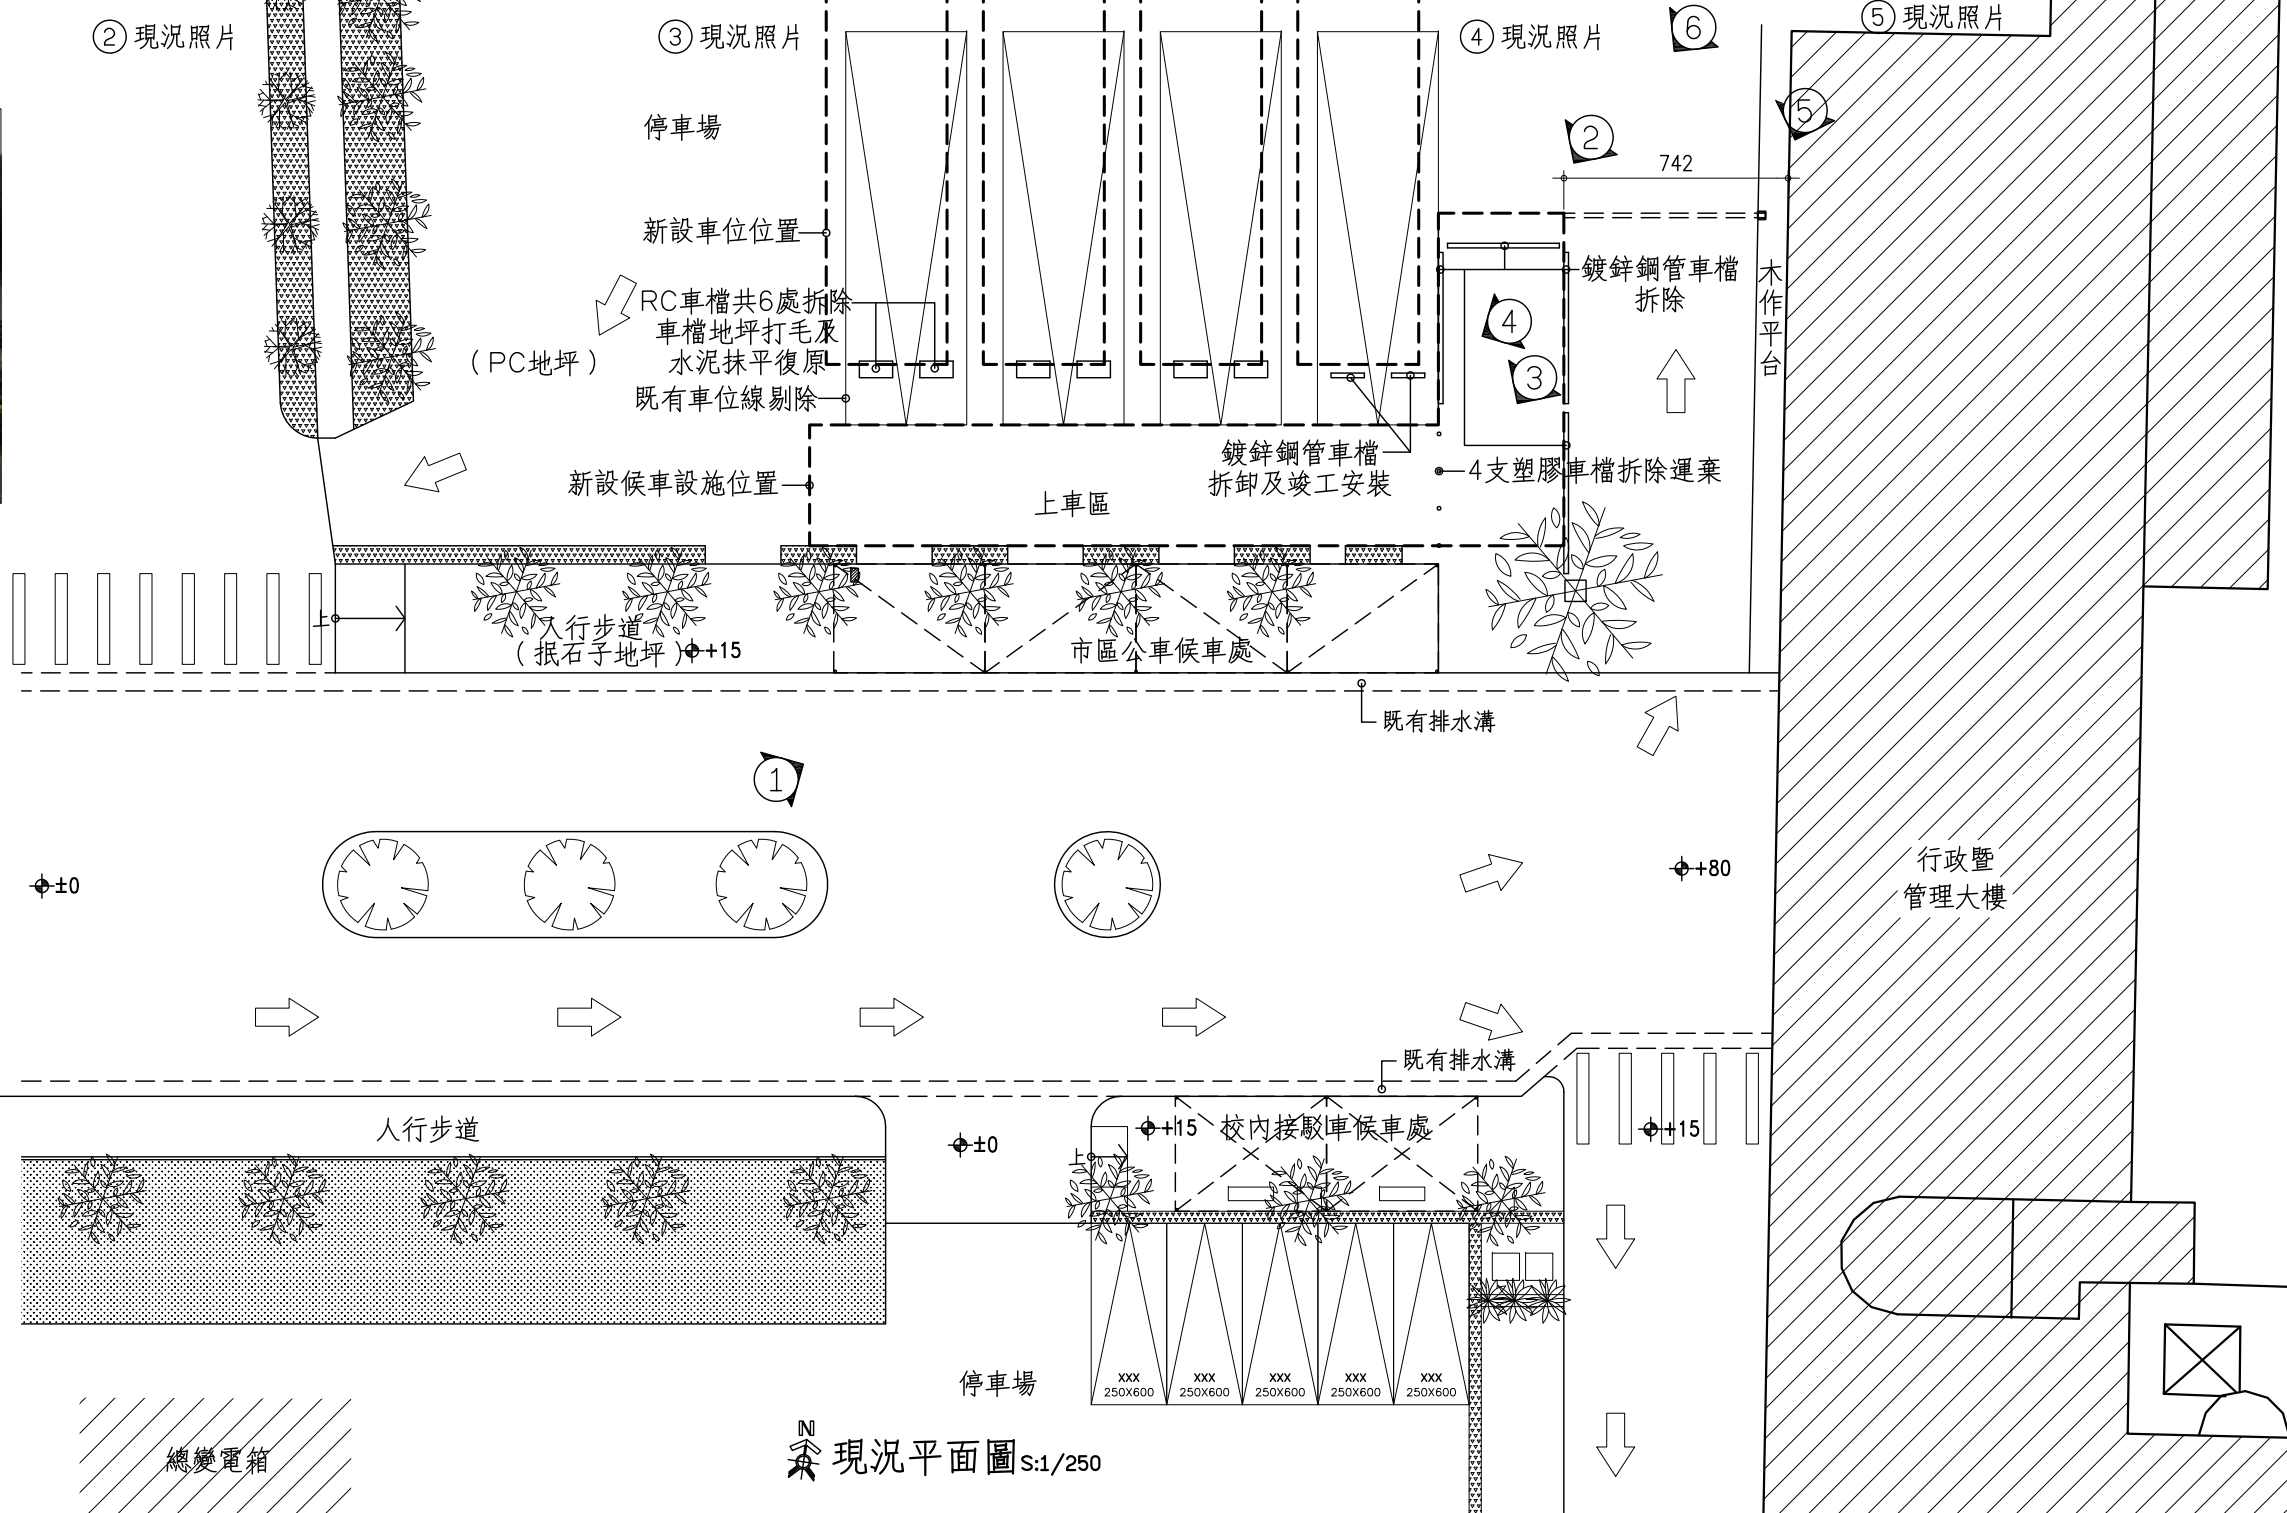 ②現況照片
③現況照片
④現況照片
⑤現況照片
6
5
2
停車場
742
新設車位位置
鍍鋅鋼管車檔
拆除
木作平台
RC車檔共6處拆除
車檔地坪打毛及
水泥抹平復原
(PC地坪)
4
3
既有車位線剔除
鍍鋅鋼管車檔
拆卸及竣工安裝
4支塑膠車檔拆除運棄
新設候車設施位置
上車區
上
人行步道
(抿石子地坪)
+15
市區公車候車處
既有排水溝
1
±0
+80
行政暨
管理大樓
既有排水溝
人行步道
±0
+15
校內接駁車候車處
+15
上
停車場
XXX
250X600
XXX
250X600
XXX
250X600
XXX
250X600
XXX
250X600
總變電箱
N
現況平面圖 S:1/250